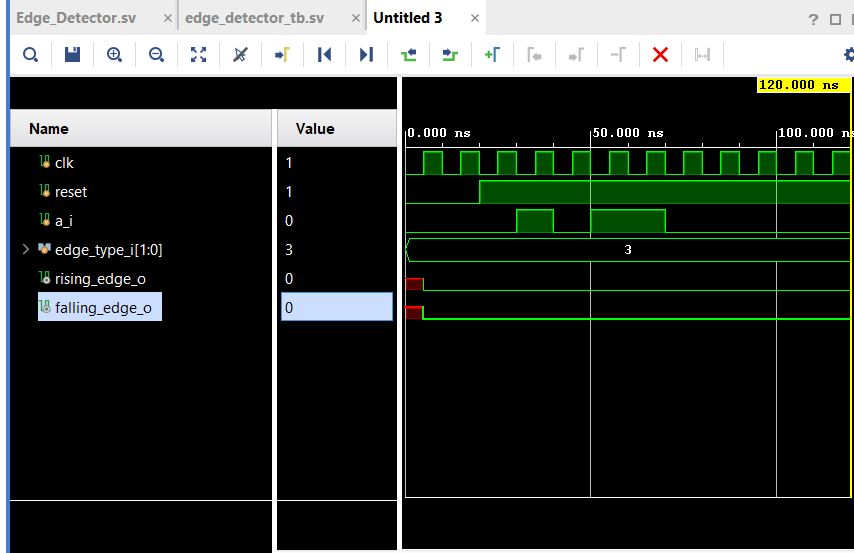 Edge_Detector.sv × edge_detector_tb.sv × Untitled 3 ×
120.000 ns
Name Value
0.000 ns 50.000 ns 100.000 ns
clk 1
reset 1
a_i 0
edge_type_i[1:0] 3 3
rising_edge_o 0
falling_edge_o 0